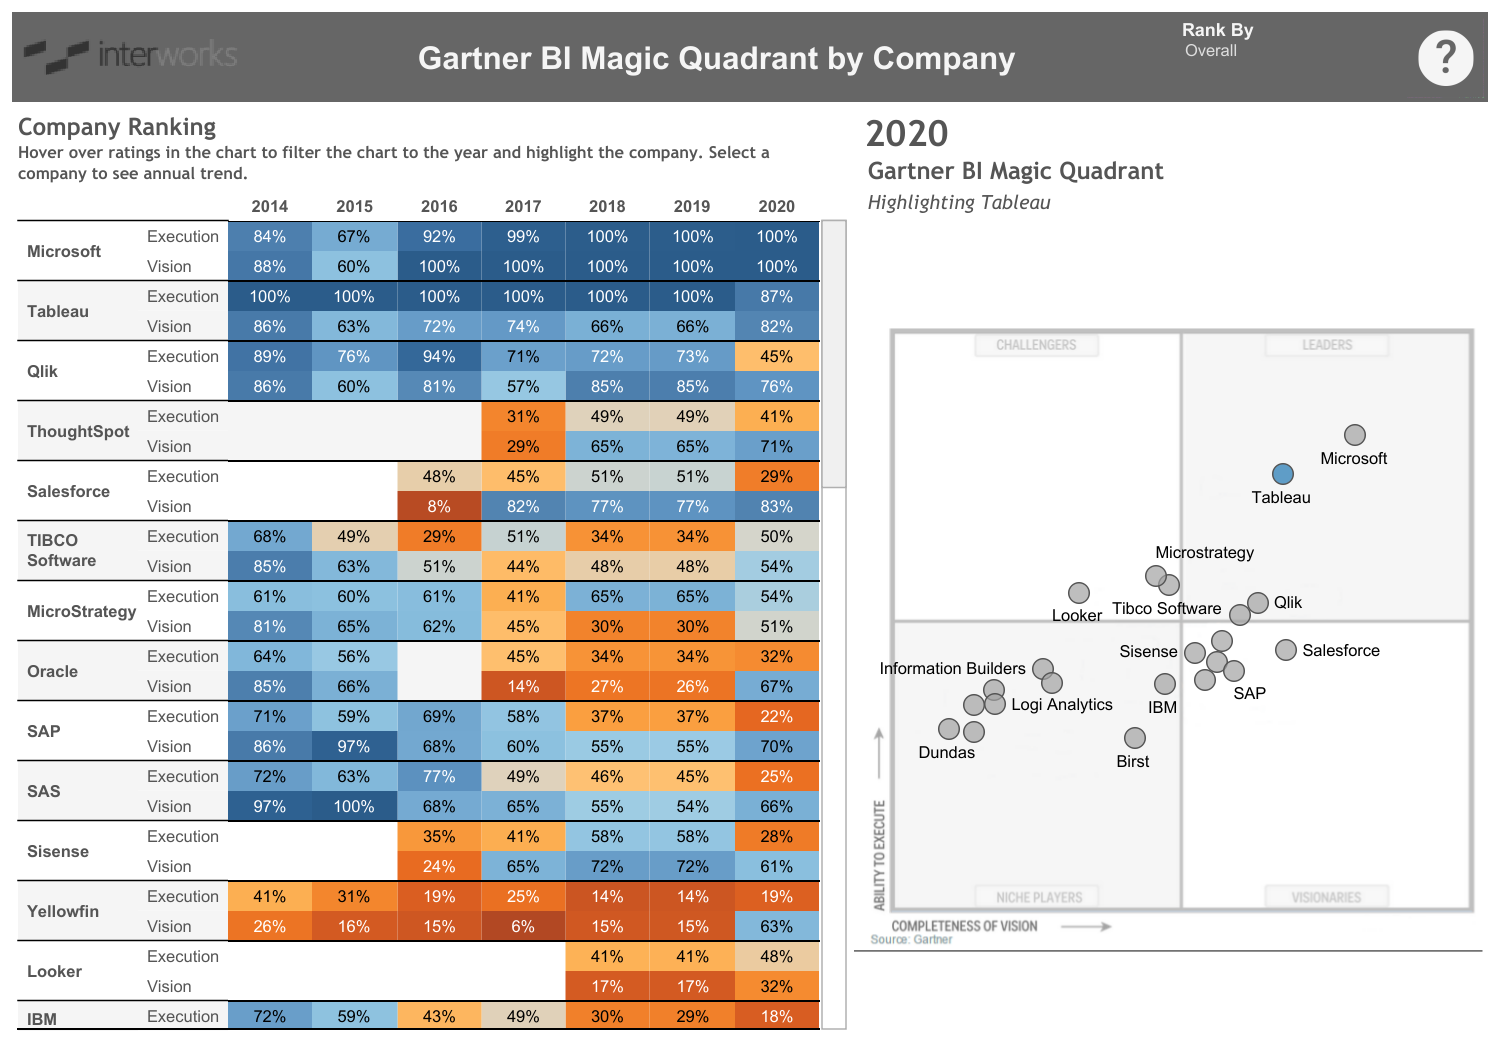 interworks
Gartner BI Magic Quadrant by Company
Rank By
Overall
?
Company Ranking
Hover over ratings in the chart to filter the chart to the year and highlight the company. Select a
company to see annual trend.
2014 2015 2016 2017 2018 2019 2020
Microsoft
Execution 84% 67% 92% 99% 100% 100% 100%
Vision 88% 60% 100% 100% 100% 100% 100%
Tableau
Execution 100% 100% 100% 100% 100% 100% 87%
Vision 86% 63% 72% 74% 66% 66% 82%
Qlik
Execution 89% 76% 94% 71% 72% 73% 45%
Vision 86% 60% 81% 57% 85% 85% 76%
ThoughtSpot
Execution 31% 49% 49% 41%
Vision 29% 65% 65% 71%
Salesforce
Execution 48% 45% 51% 51% 29%
Vision 8% 82% 77% 77% 83%
TIBCO
Software
Execution 68% 49% 29% 51% 34% 34% 50%
Vision 85% 63% 51% 44% 48% 48% 54%
MicroStrategy
Execution 61% 60% 61% 41% 65% 65% 54%
Vision 81% 65% 62% 45% 30% 30% 51%
Oracle
Execution 64% 56% 45% 34% 34% 32%
Vision 85% 66% 14% 27% 26% 67%
SAP
Execution 71% 59% 69% 58% 37% 37% 22%
Vision 86% 97% 68% 60% 55% 55% 70%
SAS
Execution 72% 63% 77% 49% 46% 45% 25%
Vision 97% 100% 68% 65% 55% 54% 66%
Sisense
Execution 35% 41% 58% 58% 28%
Vision 24% 65% 72% 72% 61%
Yellowfin
Execution 41% 31% 19% 25% 14% 14% 19%
Vision 26% 16% 15% 6% 15% 15% 63%
Looker
Execution 41% 41% 48%
Vision 17% 17% 32%
IBM
Execution 72% 59% 43% 49% 30% 29% 18%
2020
Gartner BI Magic Quadrant
Highlighting Tableau
CHALLENGERS
LEADERS
Microsoft
Tableau
Microstrategy
Looker
Tibco Software
Qlik
Sisense
Salesforce
Information Builders
SAP
Logi Analytics
IBM
Dundas
Birst
ABILITY TO EXECUTE
NICHE PLAYERS
VISIONARIES
COMPLETENESS OF VISION
Source: Gartner